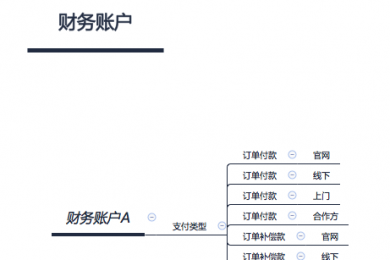 财务账户
订单付款 官网
订单付款 线下
订单付款 上门
财务账户A 支付类型 订单付款 合作方
订单补偿款 官网
订单补偿款 线下